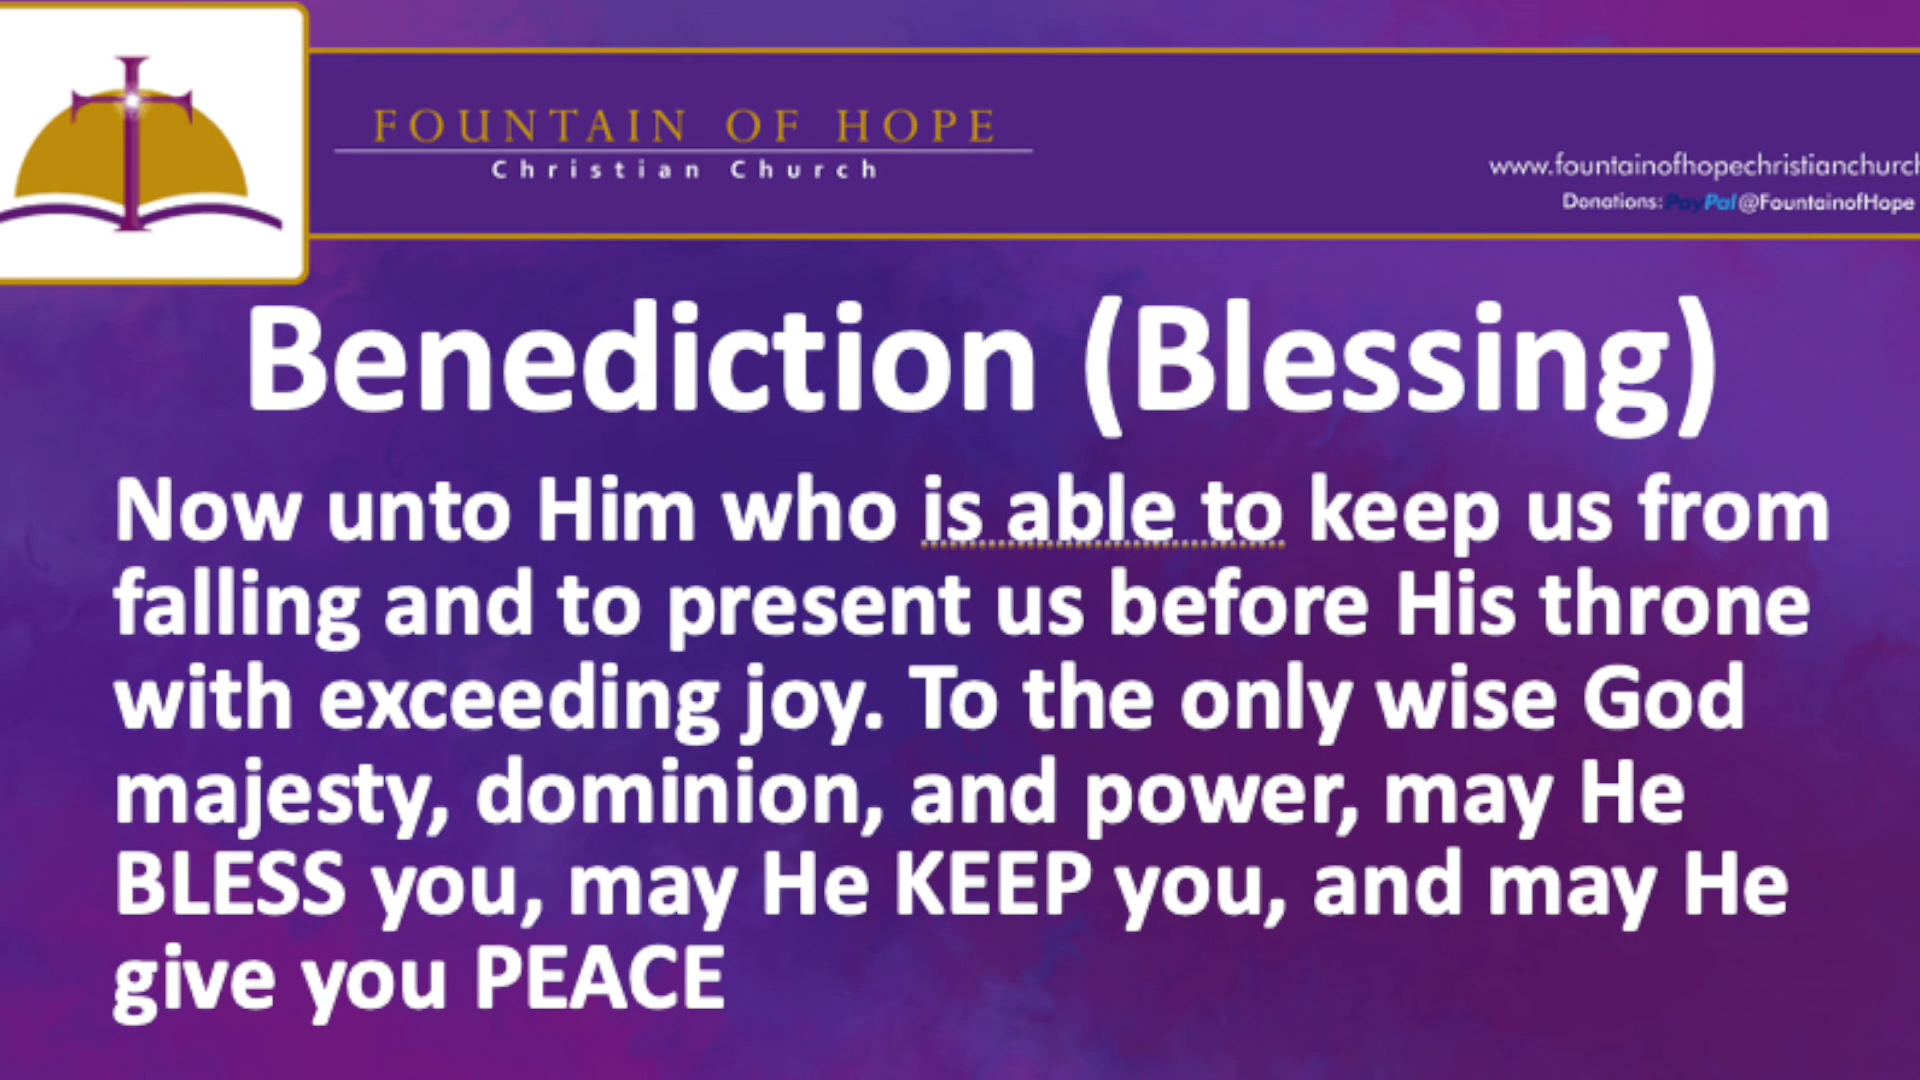 FOUNTAIN OF HOPE
Christian Church
www.fountainofhopechristianchurch
Donations: PayPal @FountainofHope
Benediction (Blessing)
Now unto Him who is able to keep us from
falling and to present us before His throne
with exceeding joy. To the only wise God
majesty, dominion, and power, may He
BLESS you, may He KEEP you, and may He
give you PEACE